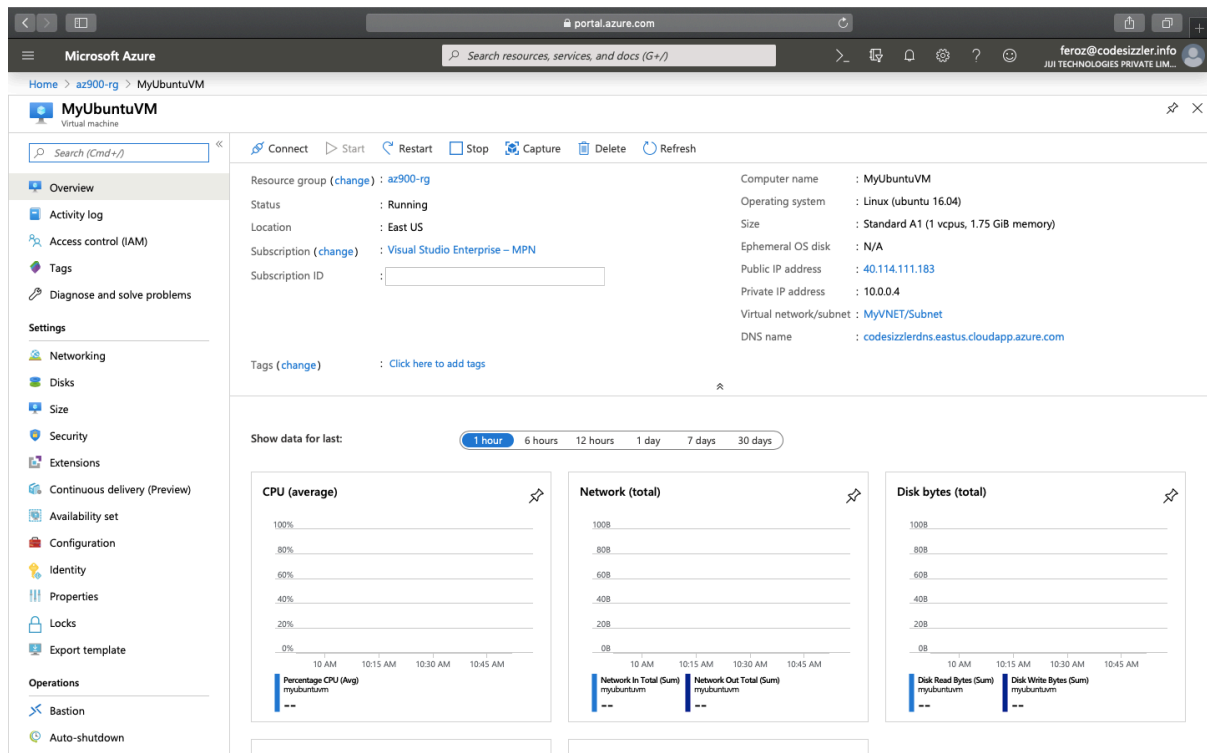 portal.azure.com
Microsoft Azure
Search resources, services, and docs (G+/)
feroz@codesizzler.info
JIJI TECHNOLOGIES PRIVATE LIM...
Home > az900-rg > MyUbuntuVM
MyUbuntuVM
Virtual machine
Search (Cmd+/)
Overview
Activity log
Access control (IAM)
Tags
Diagnose and solve problems
Settings
Networking
Disks
Size
Security
Extensions
Continuous delivery (Preview)
Availability set
Configuration
Identity
Properties
Locks
Export template
Operations
Bastion
Auto-shutdown
Connect Start Restart Stop Capture Delete Refresh
Resource group (change) : az900-rg
Status : Running
Location : East US
Subscription (change) : Visual Studio Enterprise – MPN
Subscription ID :
Computer name : MyUbuntuVM
Operating system : Linux (ubuntu 16.04)
Size : Standard A1 (1 vcpus, 1.75 GiB memory)
Ephemeral OS disk : N/A
Public IP address : 40.114.111.183
Private IP address : 10.0.0.4
Virtual network/subnet : MyVNET/Subnet
DNS name : codesizzlerdns.eastus.cloudapp.azure.com
Tags (change) : Click here to add tags
Show data for last: 1 hour 6 hours 12 hours 1 day 7 days 30 days
CPU (average)
100%
80%
60%
40%
20%
0%
10 AM 10:15 AM 10:30 AM 10:45 AM
Percentage CPU (Avg)
myubuntuvm
--
Network (total)
100B
80B
60B
40B
20B
0B
10 AM 10:15 AM 10:30 AM 10:45 AM
Network In Total (Sum) Network Out Total (Sum)
myubuntuvm myubuntuvm
-- --
Disk bytes (total)
100B
80B
60B
40B
20B
0B
10 AM 10:15 AM 10:30 AM 10:45 AM
Disk Read Bytes (Sum) Disk Write Bytes (Sum)
myubuntuvm myubuntuvm
-- --